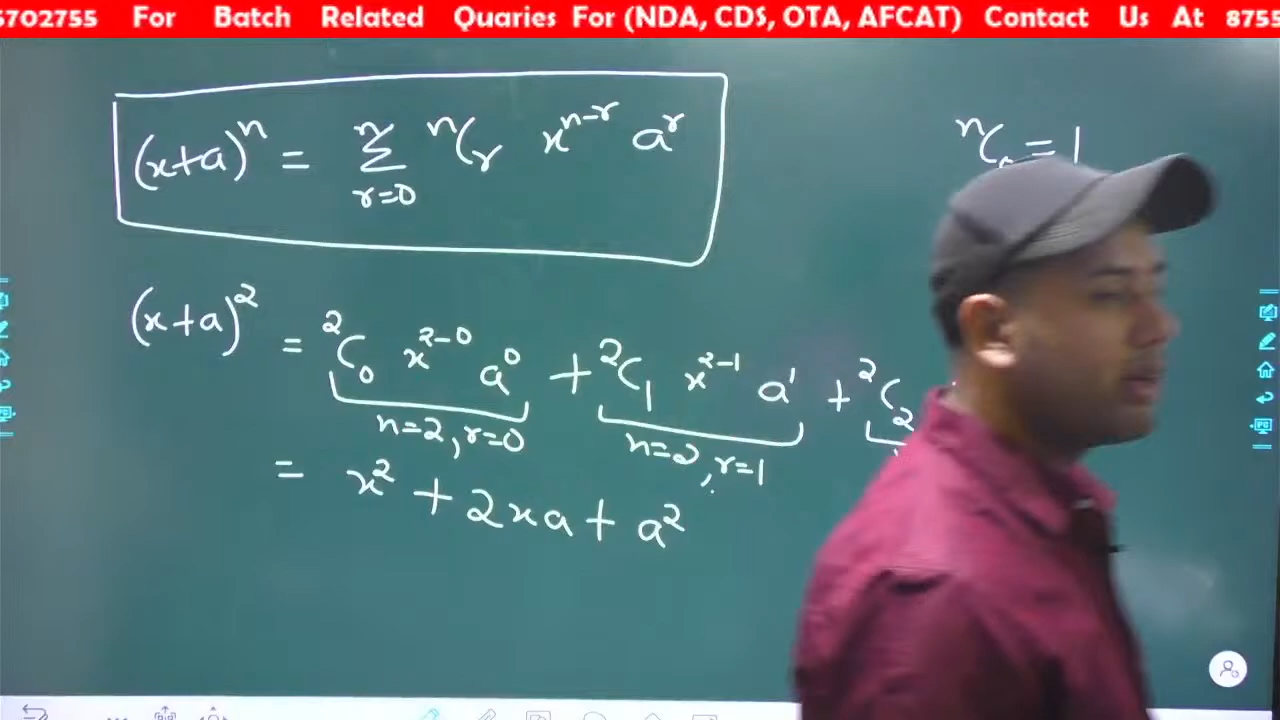 5702755 For Batch Related Quaries For (NDA, CDS, OTA, AFCAT) Contact Us At 8755
(x+a)^n = Σ_{r=0}^{n} ^nC_r x^{n-r} a^r
^nC = 1
(x+a)^2 = ^2C_0 x^{2-0} a^0 + ^2C_1 x^{2-1} a^1 + ^2C_2
n=2, r=0 n=2, r=1
= x^2 + 2xa + a^2